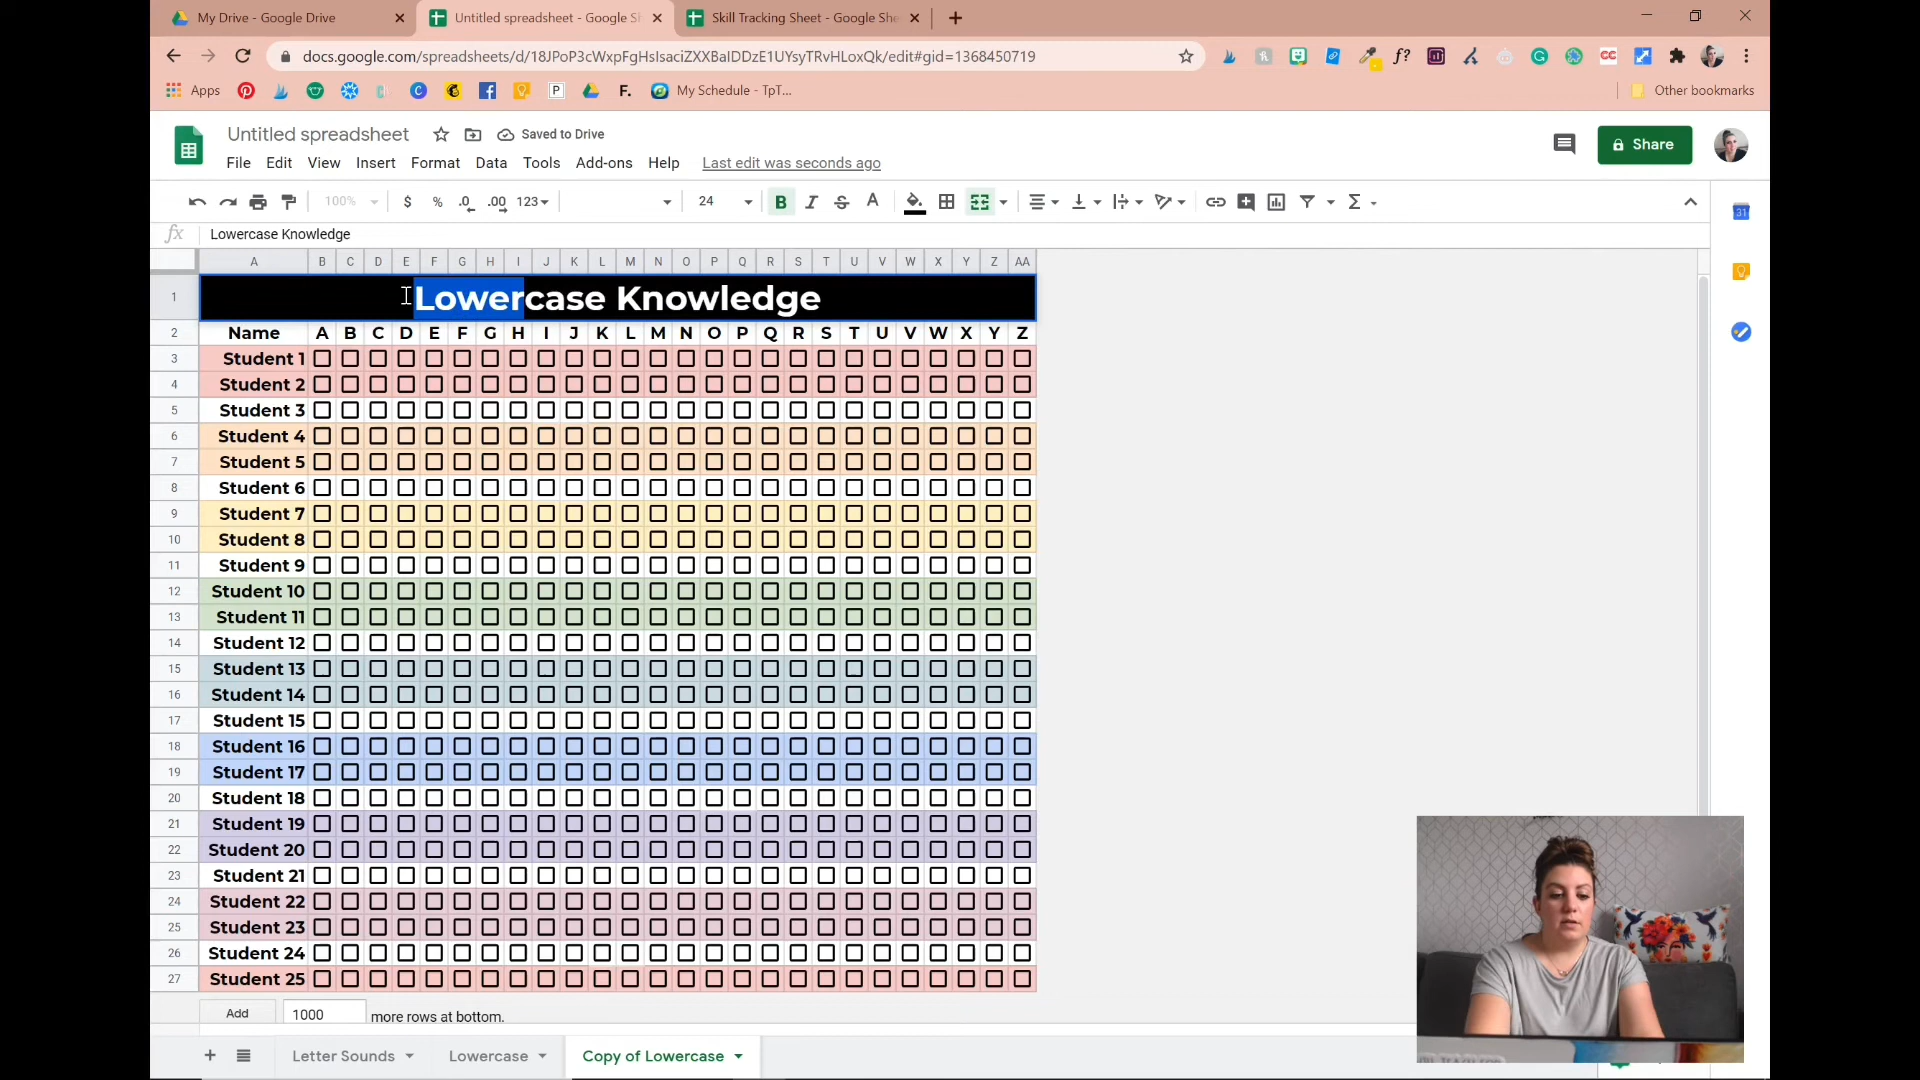 My Drive - Google Drive
Untitled spreadsheet - Google Sh
Skill Tracking Sheet - Google She
docs.google.com/spreadsheets/d/18JPoP3cWxpFgHsIsaciZXXBaIDDzE1UYsyTRvHLoxQk/edit#gid=1368450719
f?
CC
Apps
P
F.
My Schedule - TpT...
Other bookmarks
Untitled spreadsheet
Saved to Drive
Share
File Edit View Insert Format Data Tools Add-ons Help Last edit was seconds ago
100% $ % .0 .00 123 24 B I S A Σ
31
fx Lowercase Knowledge
A B C D E F G H I J K L M N O P Q R S T U V W X Y Z AA
1 Lowercase Knowledge
2 Name A B C D E F G H I J K L M N O P Q R S T U V W X Y Z
3 Student 1
4 Student 2
5 Student 3
6 Student 4
7 Student 5
8 Student 6
9 Student 7
10 Student 8
11 Student 9
12 Student 10
13 Student 11
14 Student 12
15 Student 13
16 Student 14
17 Student 15
18 Student 16
19 Student 17
20 Student 18
21 Student 19
22 Student 20
23 Student 21
24 Student 22
25 Student 23
26 Student 24
27 Student 25
Add 1000 more rows at bottom.
Letter Sounds Lowercase Copy of Lowercase